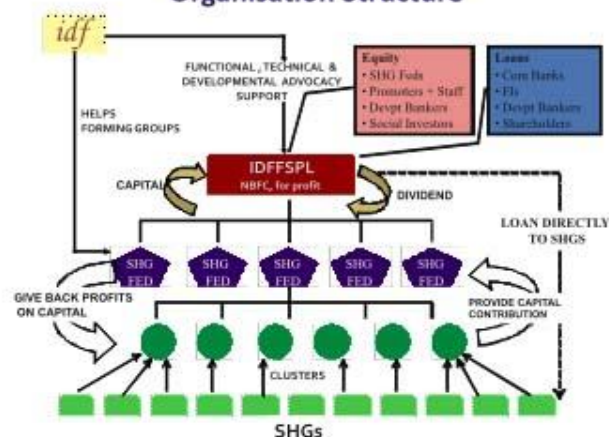 Organisation Structure
idf
FUNCTIONAL, TECHNICAL &
DEVELOPMENTAL ADVOCACY
SUPPORT
Equity
• SHG Feds
• Promoters + Staff
• Devpt Bankers
• Social Investors
Loans
• Com Banks
• FIs
• Devpt Bankers
• Shareholders
HELPS
FORMING GROUPS
IDFFSPL
NBFC, for profit
CAPITAL
DIVIDEND
LOAN DIRECTLY
TO SHGS
SHG
FED
SHG
FED
SHG
FED
SHG
FED
SHG
FED
GIVE BACK PROFITS
ON CAPITAL
PROVIDE CAPITAL
CONTRIBUTION
CLUSTERS
SHGs